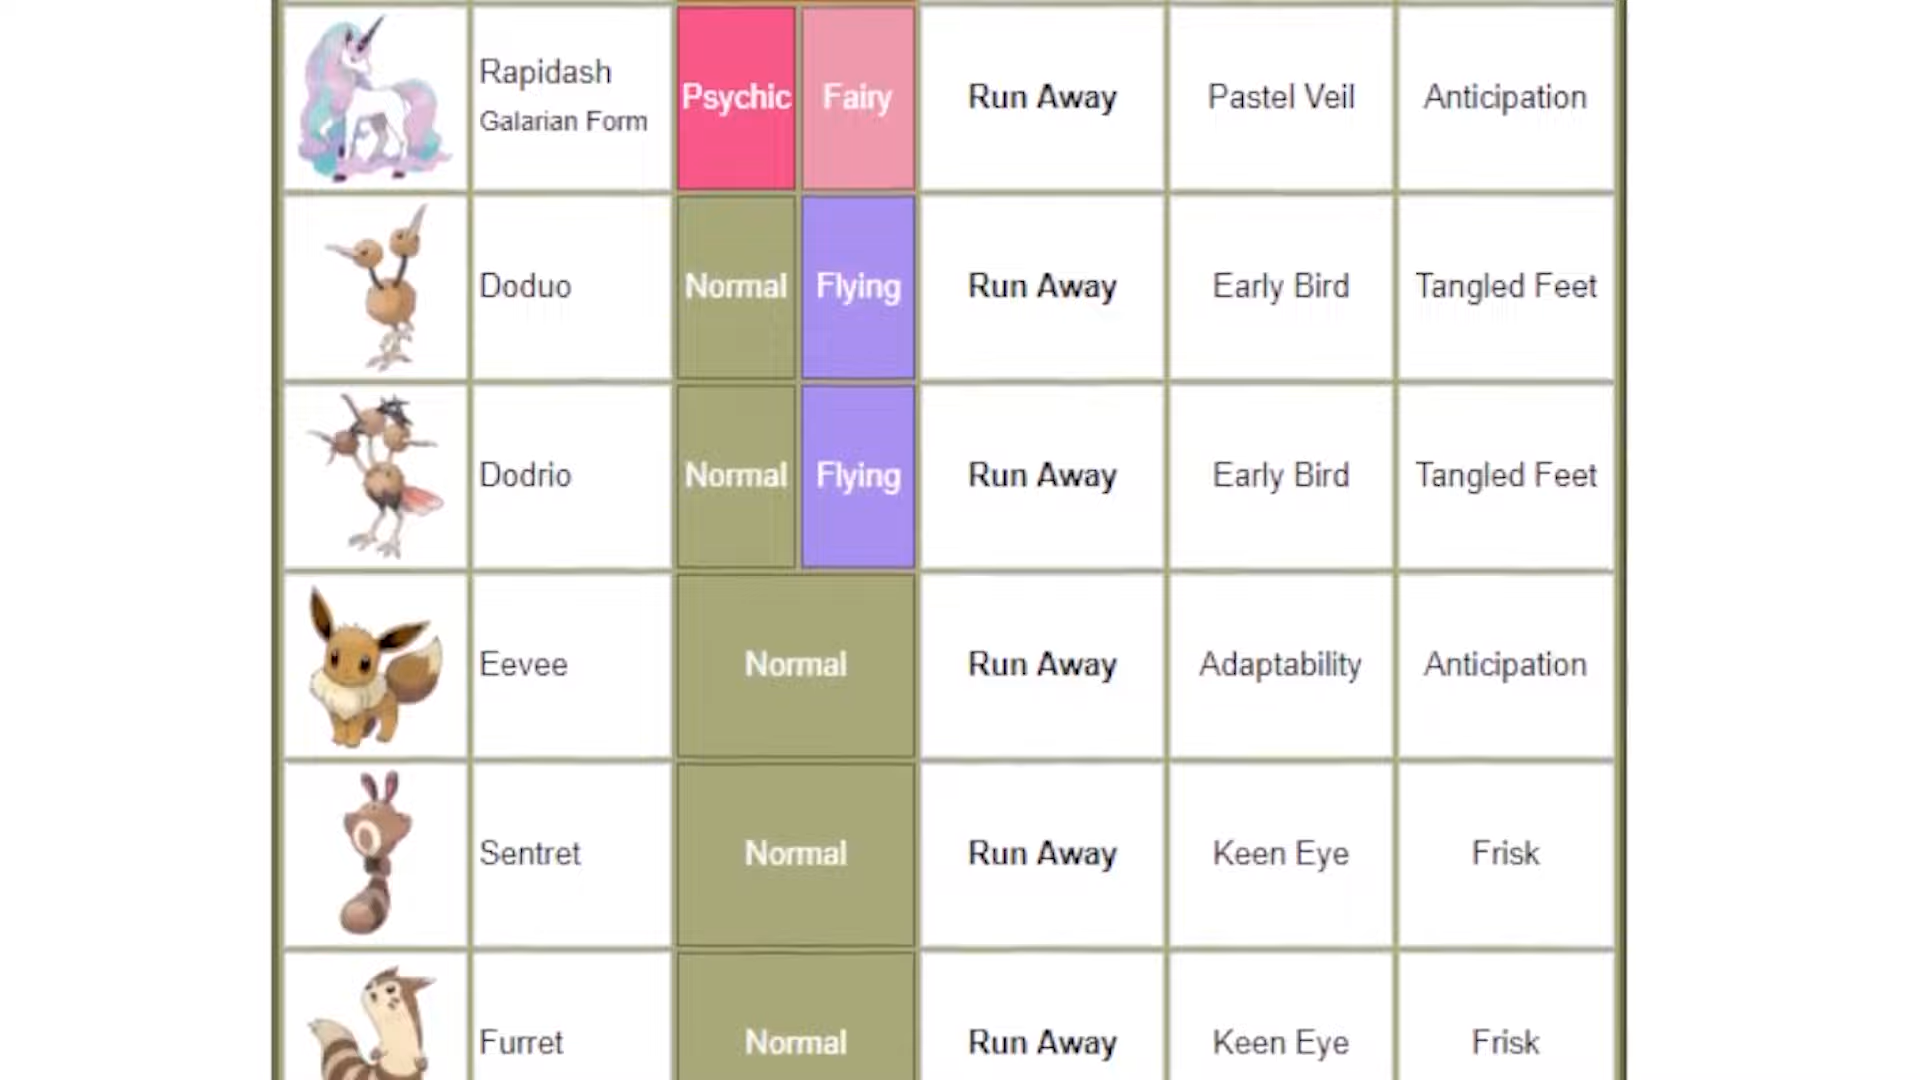 Rapidash
Galarian Form
Psychic
Fairy
Run Away
Pastel Veil
Anticipation
Doduo
Normal
Flying
Run Away
Early Bird
Tangled Feet
Dodrio
Normal
Flying
Run Away
Early Bird
Tangled Feet
Eevee
Normal
Run Away
Adaptability
Anticipation
Sentret
Normal
Run Away
Keen Eye
Frisk
Furret
Normal
Run Away
Keen Eye
Frisk